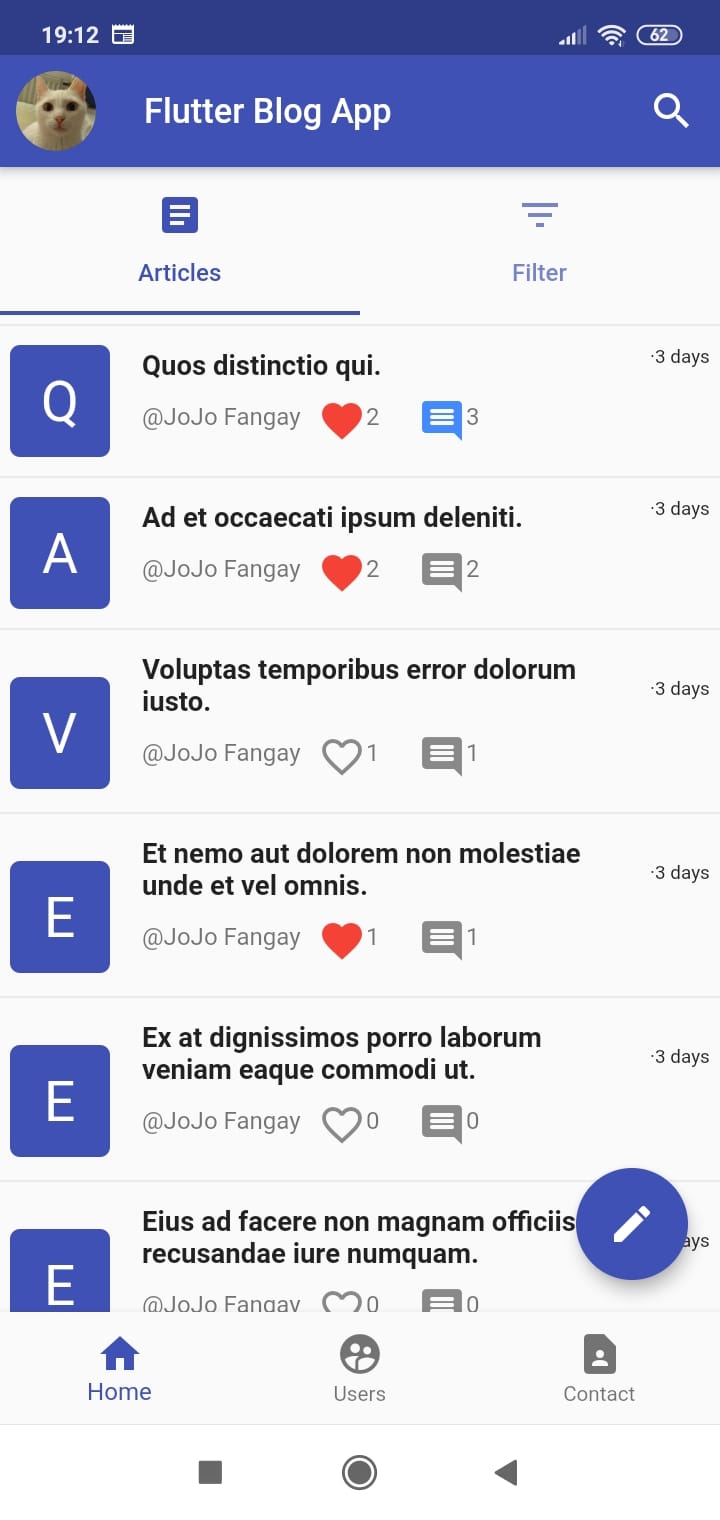 19:12 62
Flutter Blog App
Articles Filter
Q Quos distinctio qui. ·3 days
@JoJo Fangay 2 3
A Ad et occaecati ipsum deleniti. ·3 days
@JoJo Fangay 2 2
Voluptas temporibus error dolorum
iusto. ·3 days
V @JoJo Fangay 1 1
Et nemo aut dolorem non molestiae
unde et vel omnis. ·3 days
E @JoJo Fangay 1 1
Ex at dignissimos porro laborum
veniam eaque commodi ut. ·3 days
E @JoJo Fangay 0 0
Eius ad facere non magnam officiis
recusandae iure numquam. ays
E @JoJo Fangay 0 0
Home Users Contact